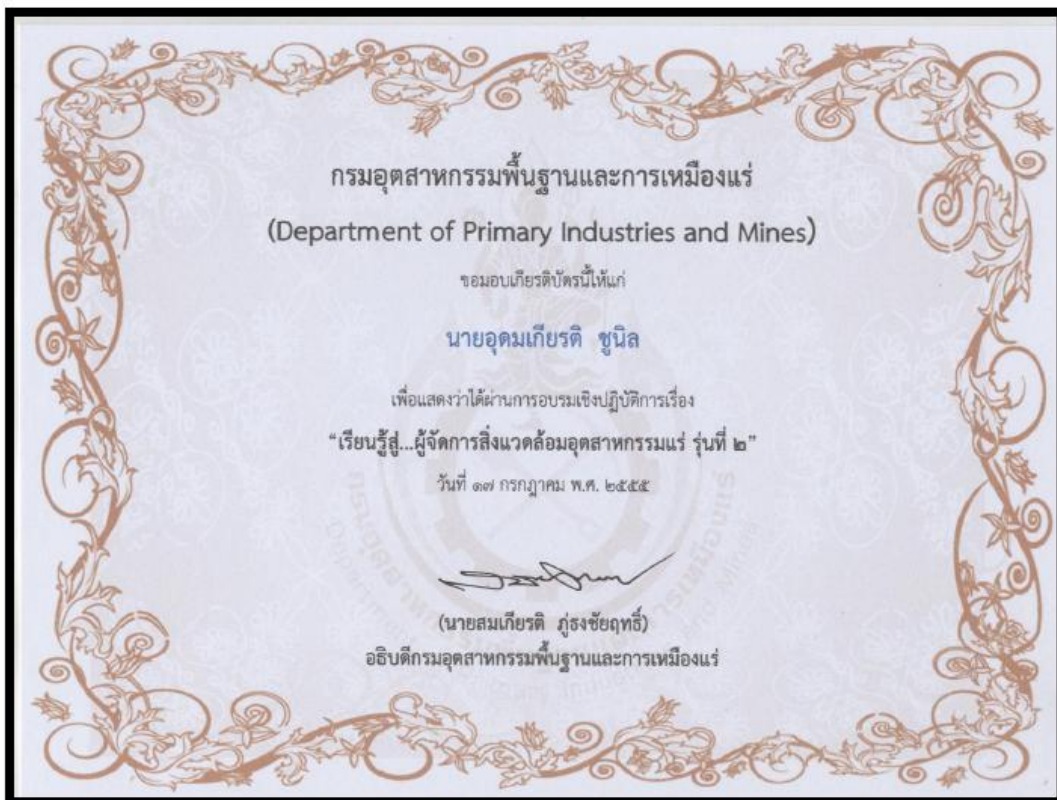 กรมอุตสาหกรรมพื้นฐานและการเหมืองแร่
(Department of Primary Industries and Mines)
ขอมอบเกียรติบัตรนี้ให้แก่
นายอุดมเกียรติ ชูนิล
เพื่อแสดงว่าได้ผ่านการอบรมเชิงปฏิบัติการเรื่อง
“เรียนรู้สู่...ผู้จัดการสิ่งแวดล้อมอุตสาหกรรมแร่ รุ่นที่ ๒”
วันที่ ๑๗ กรกฎาคม พ.ศ. ๒๕๕๕
(นายสมเกียรติ ภู่ธงชัยฤทธิ์)
อธิบดีกรมอุตสาหกรรมพื้นฐานและการเหมืองแร่